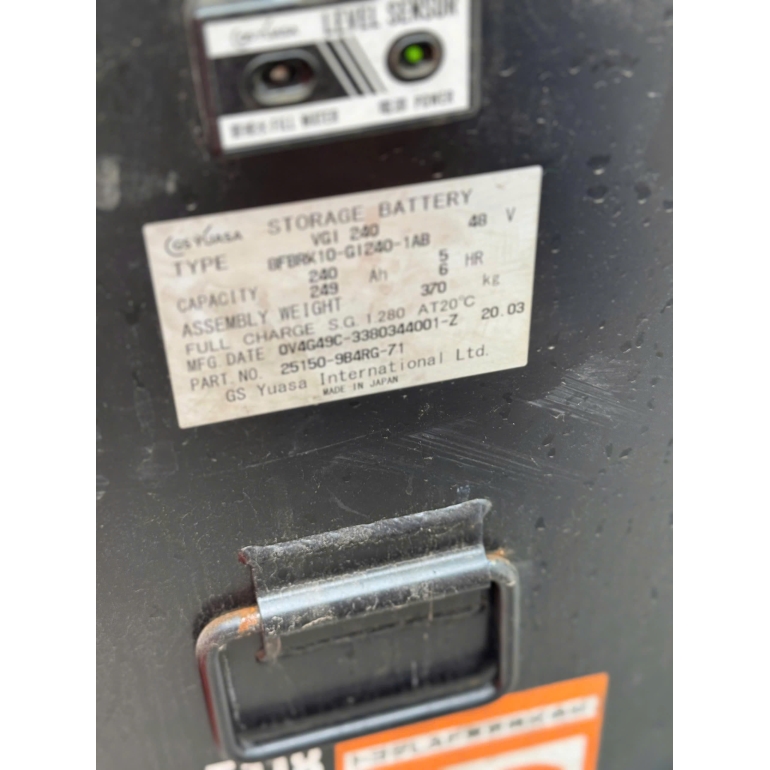 LEVEL SENSOR
FILL WATER
POWER
GS YUASA STORAGE BATTERY
VGI 240 48 V
TYPE 8FBRK10-GI240-1AB
240 Ah 5 HR
CAPACITY 249 6
ASSEMBLY WEIGHT 370 kg
FULL CHARGE S.G 1.280 AT20℃
MFG.DATE 0V4G49C-3380344001-Z 20.03
PART.NO. 25150-9B4RG-71
GS Yuasa International Ltd.
MADE IN JAPAN